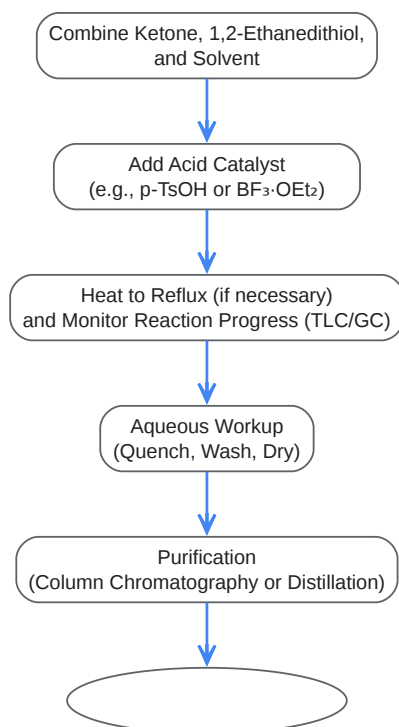 Combine Ketone, 1,2-Ethanedithiol,
and Solvent
Add Acid Catalyst
(e.g., p-TsOH or BF₃·OEt₂)
Heat to Reflux (if necessary)
and Monitor Reaction Progress (TLC/GC)
Aqueous Workup
(Quench, Wash, Dry)
Purification
(Column Chromatography or Distillation)